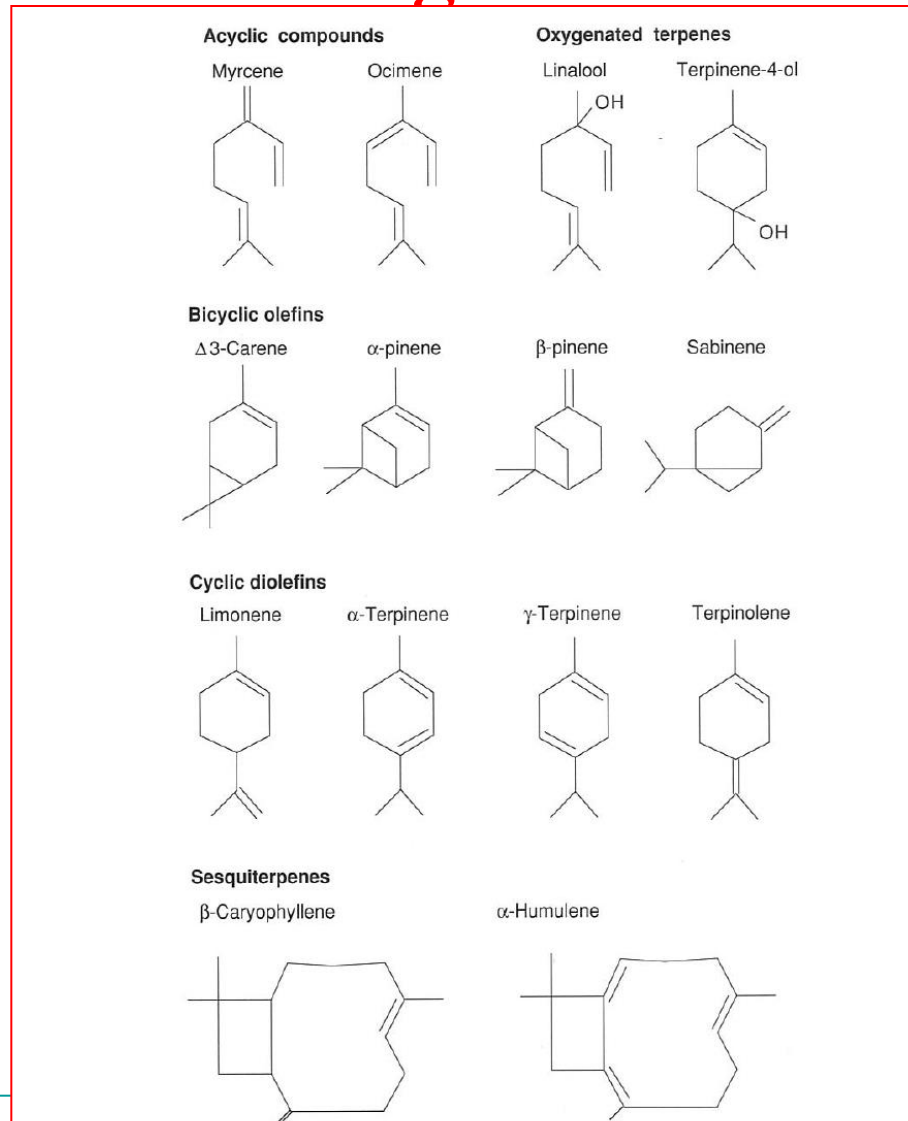 Acyclic compounds Oxygenated terpenes
Myrcene Ocimene Linalool Terpinene-4-ol
OH
OH
Bicyclic olefins
Δ3-Carene α-pinene β-pinene Sabinene
Cyclic diolefins
Limonene α-Terpinene γ-Terpinene Terpinolene
Sesquiterpenes
β-Caryophyllene α-Humulene